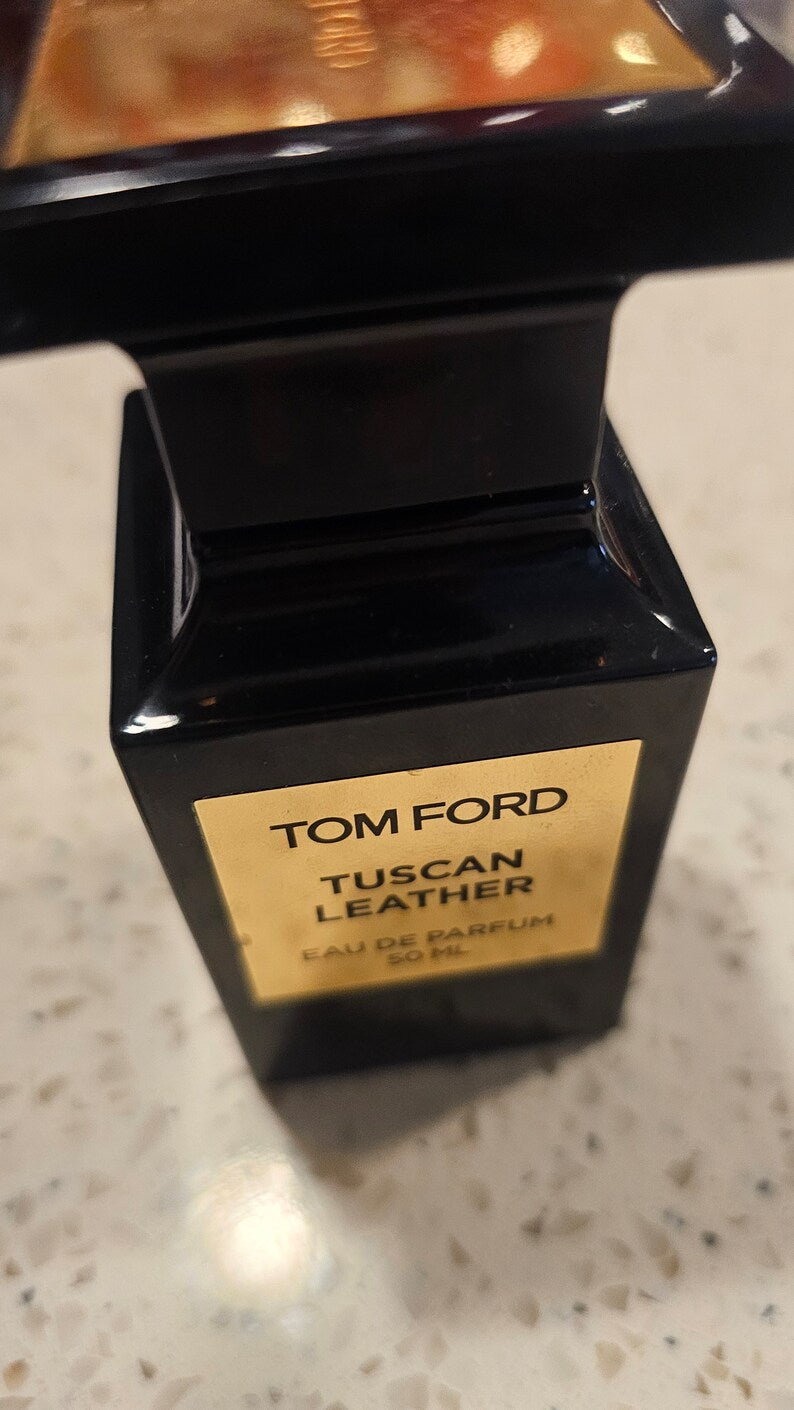 TOM FORD
TUSCAN
LEATHER
EAU DE PARFUM
50 ML